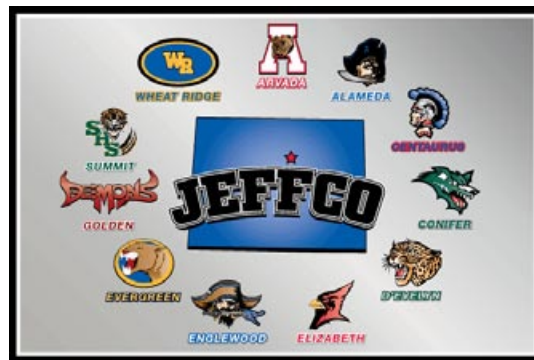 WR
WHEAT RIDGE
A
ARVADA
ALAMEDA
CENTAURUS
SHS
SUMMIT
DEMONS
GOLDEN
JEFFCO
CONIFER
EVERGREEN
D'EVELYN
ENGLEWOOD
ELIZABETH